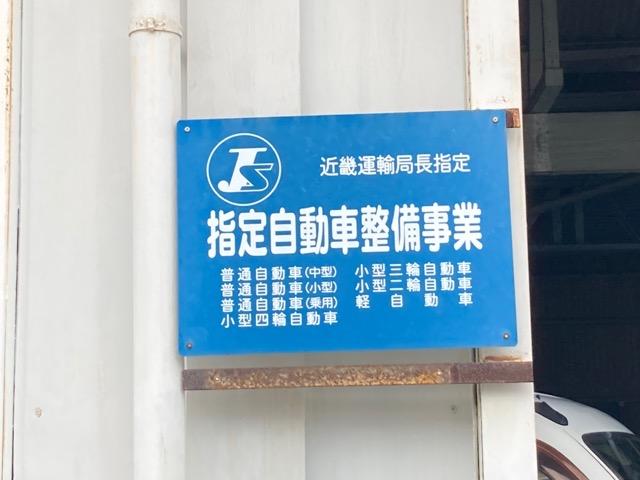 JS
近畿運輸局長指定
指定自動車整備事業
普通自動車(中型) 小型三輪自動車
普通自動車(小型) 小型二輪自動車
普通自動車(乗用) 軽自動車
小型四輪自動車